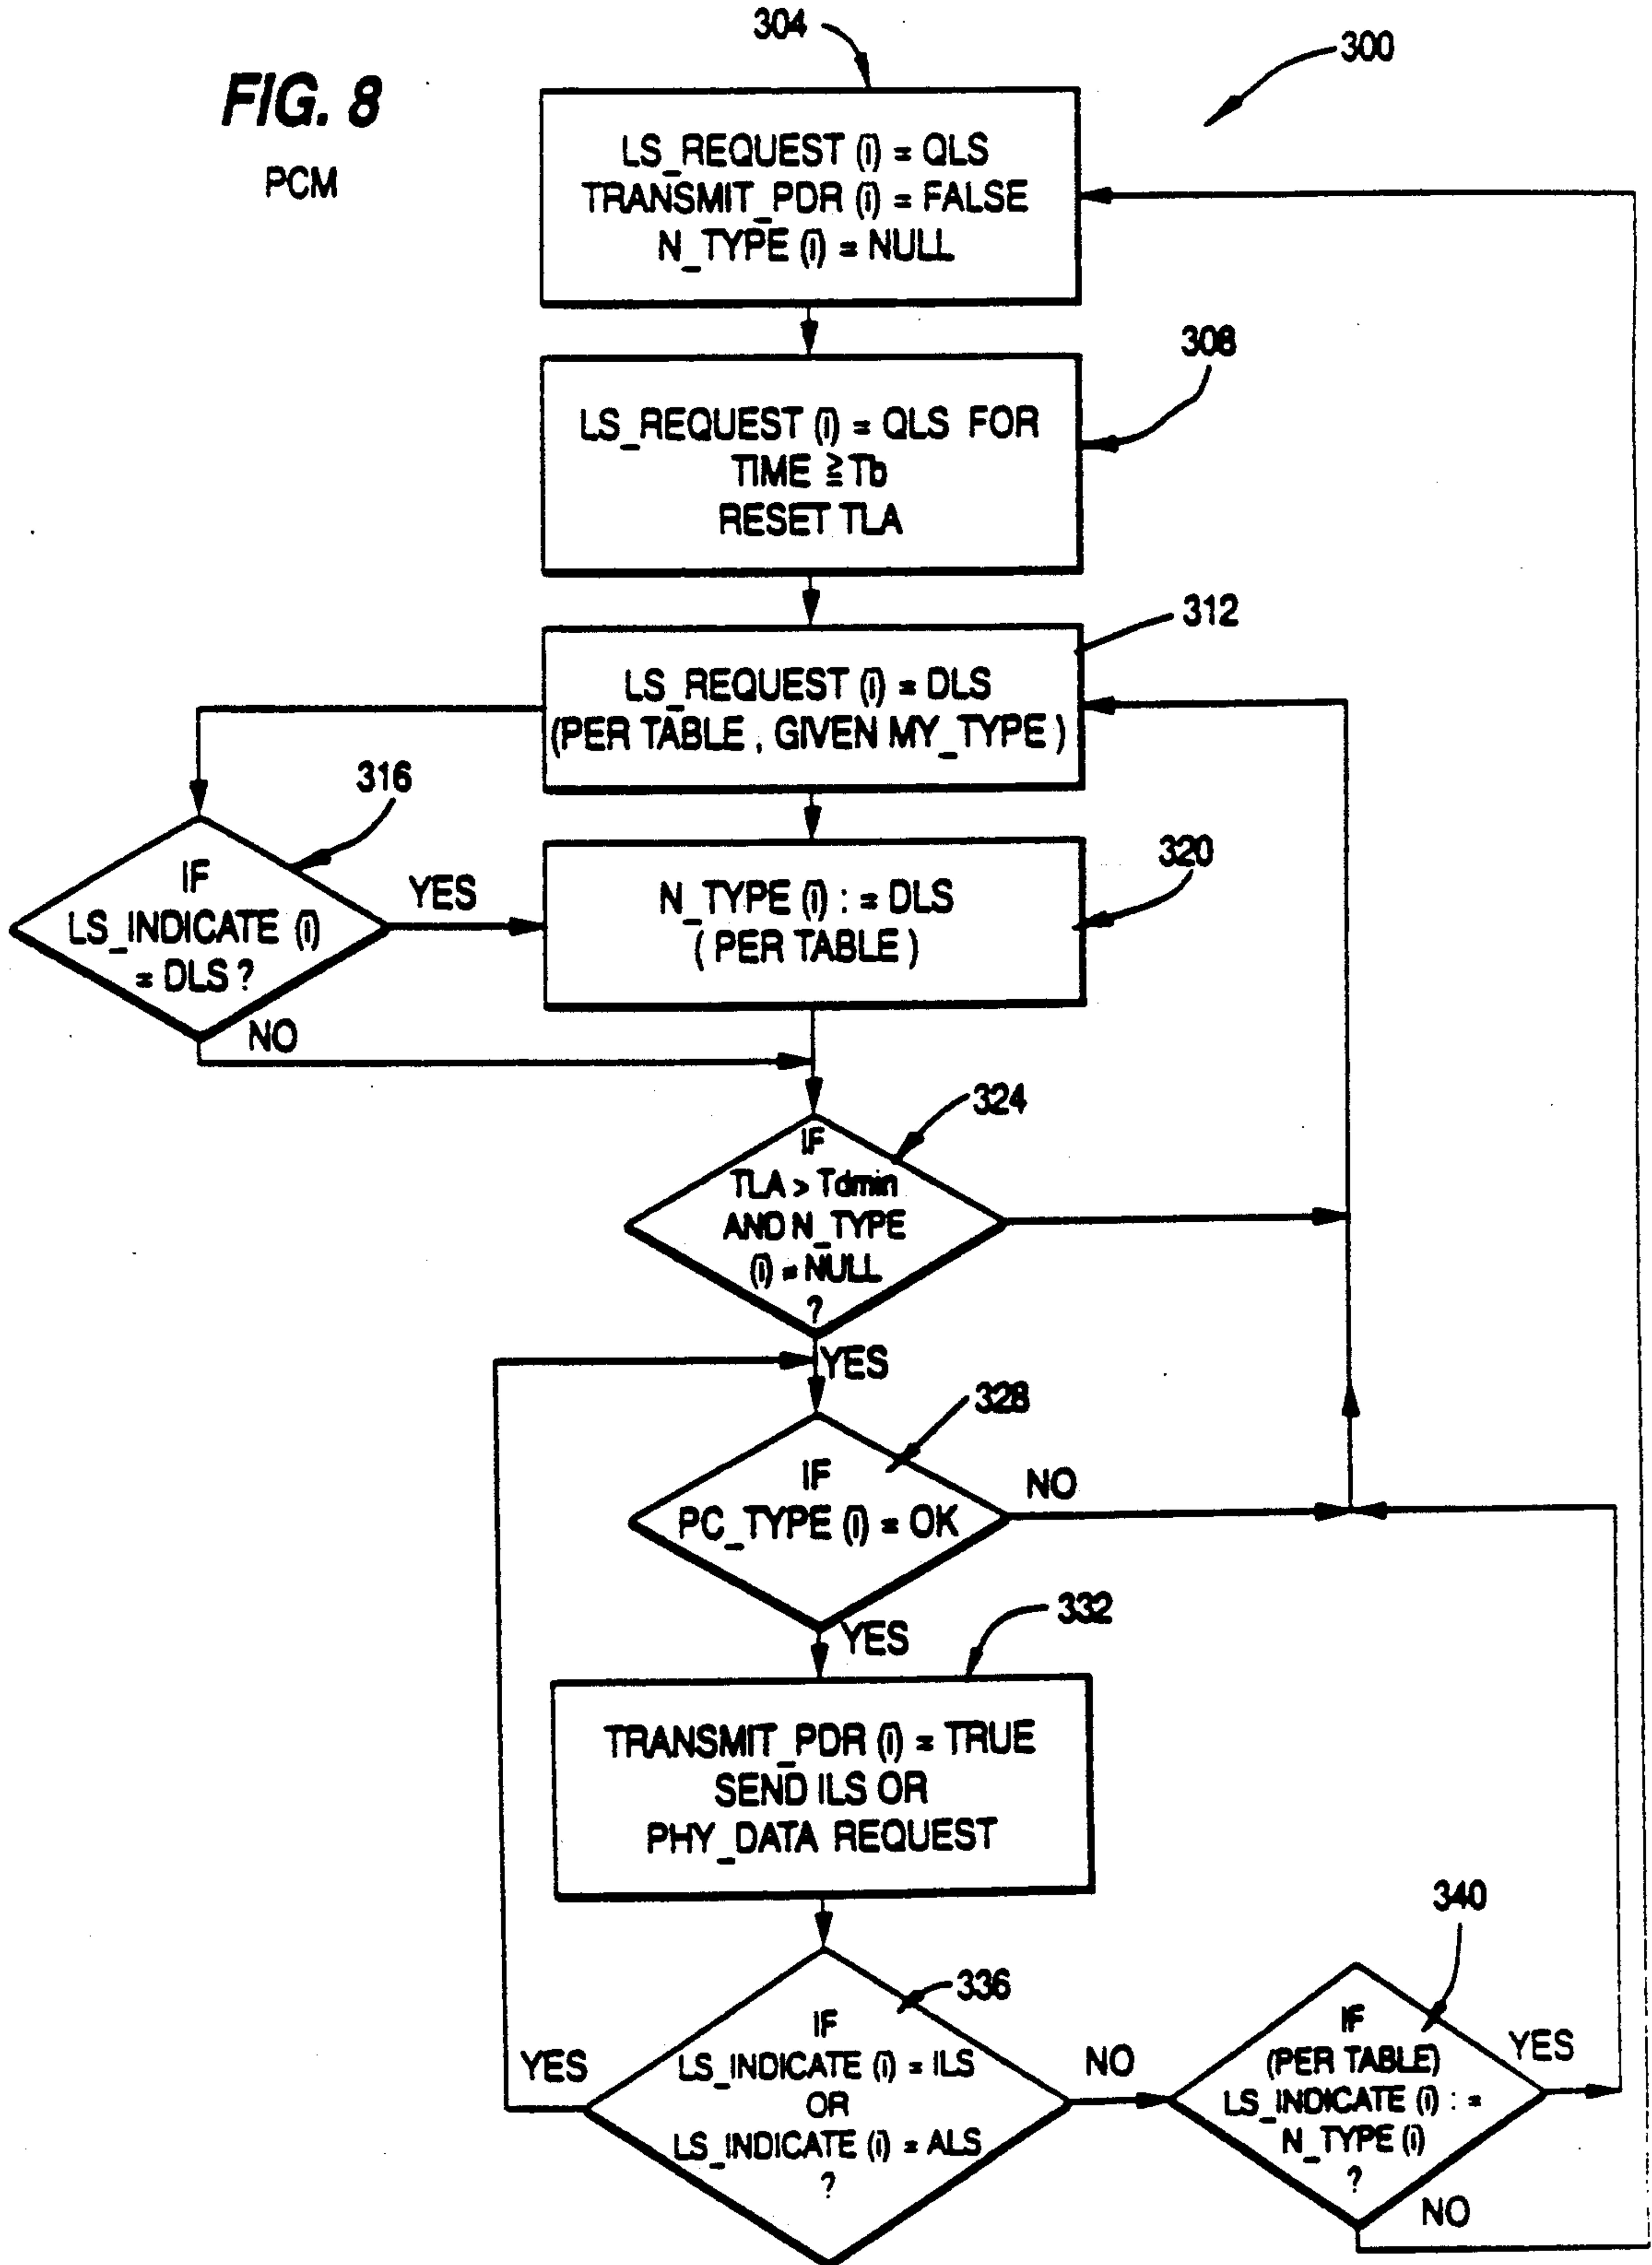 304
300
FIG. 8
PCM
LS_REQUEST (i) = QLS
TRANSMIT_PDR (i) = FALSE
N_TYPE (i) = NULL
308
LS_REQUEST (i) = QLS FOR
TIME ≧ Tb
RESET TLA
312
LS_REQUEST (i) = DLS
(PER TABLE , GIVEN MY_TYPE )
316
IF
LS_INDICATE (i)
= DLS ?
YES
NO
320
N_TYPE (i) : = DLS
( PER TABLE )
324
IF
TLA > Tdmin
AND N_TYPE
(i) = NULL
?
YES
328
IF
PC_TYPE (i) = OK
NO
YES
332
TRANSMIT_PDR (i) = TRUE
SEND ILS OR
PHY_DATA REQUEST
336
IF
LS_INDICATE (i) = ILS
OR
LS_INDICATE (i) = ALS
?
YES
NO
340
IF
(PER TABLE)
LS_INDICATE (i) : =
N_TYPE (i)
?
YES
NO